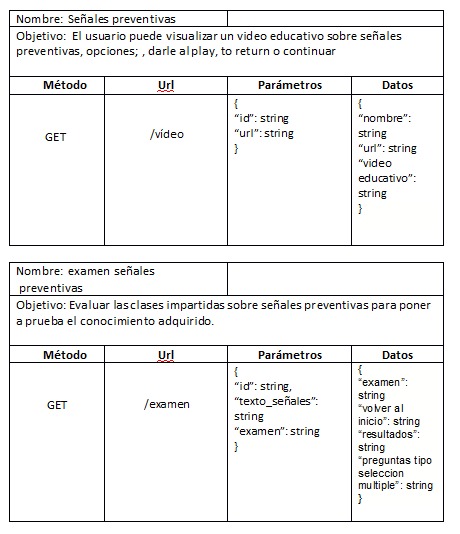 Nombre: Señales preventivas
Objetivo: El usuario puede visualizar un video educativo sobre señales
preventivas, opciones; , darle al play, to return o continuar
Método Url Parámetros Datos
GET
/vídeo
{
“id”: string
“url”: string
}
{
“nombre”:
string
“url”: string
“video
educativo”:
string
}
Nombre: examen señales
preventivas
Objetivo: Evaluar las clases impartidas sobre señales preventivas para poner
a prueba el conocimiento adquirido.
Método Url Parámetros Datos
GET
/examen
{
“id”: string,
“texto_señales”:
string
“examen”: string
}
{
“examen”:
string
“volver al
inicio”: string
“resultados”:
string
“preguntas tipo
seleccion
multiple”: string
}